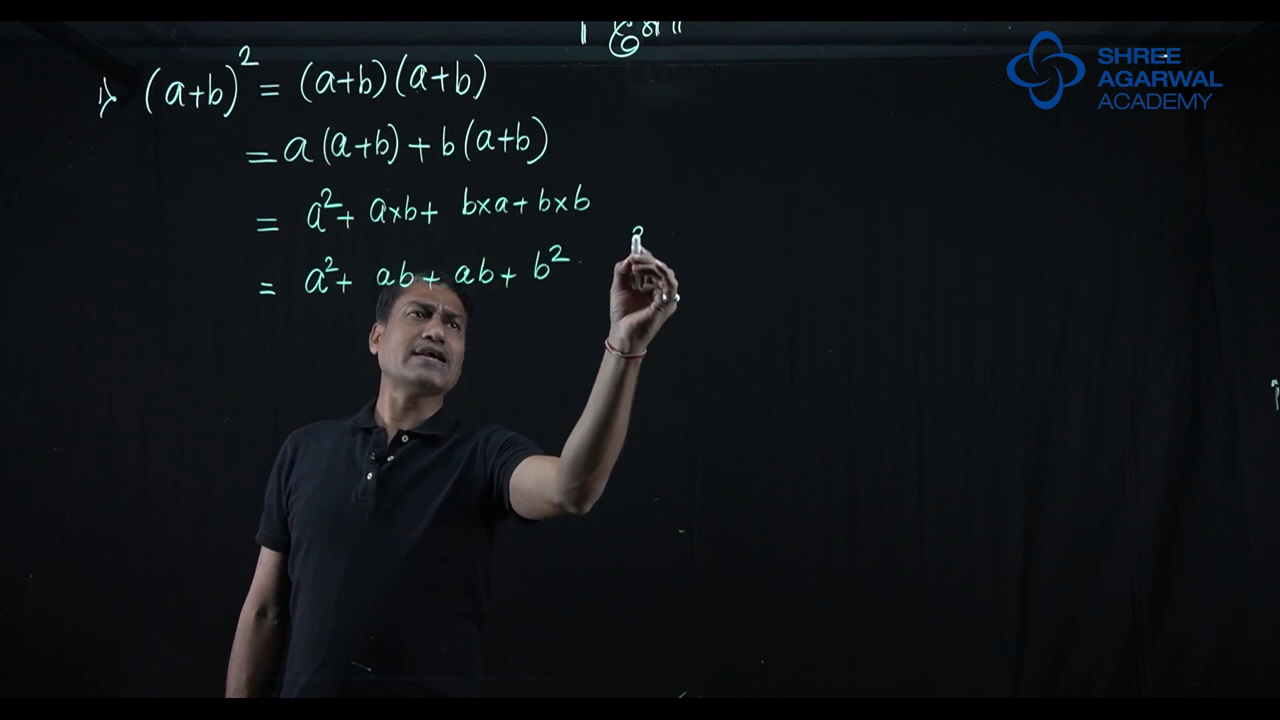 SHREE
AGARWAL
ACADEMY
1) (a+b)² = (a+b)(a+b)
= a(a+b) + b(a+b)
= a² + a×b + b×a + b×b
= a² + ab + ab + b²